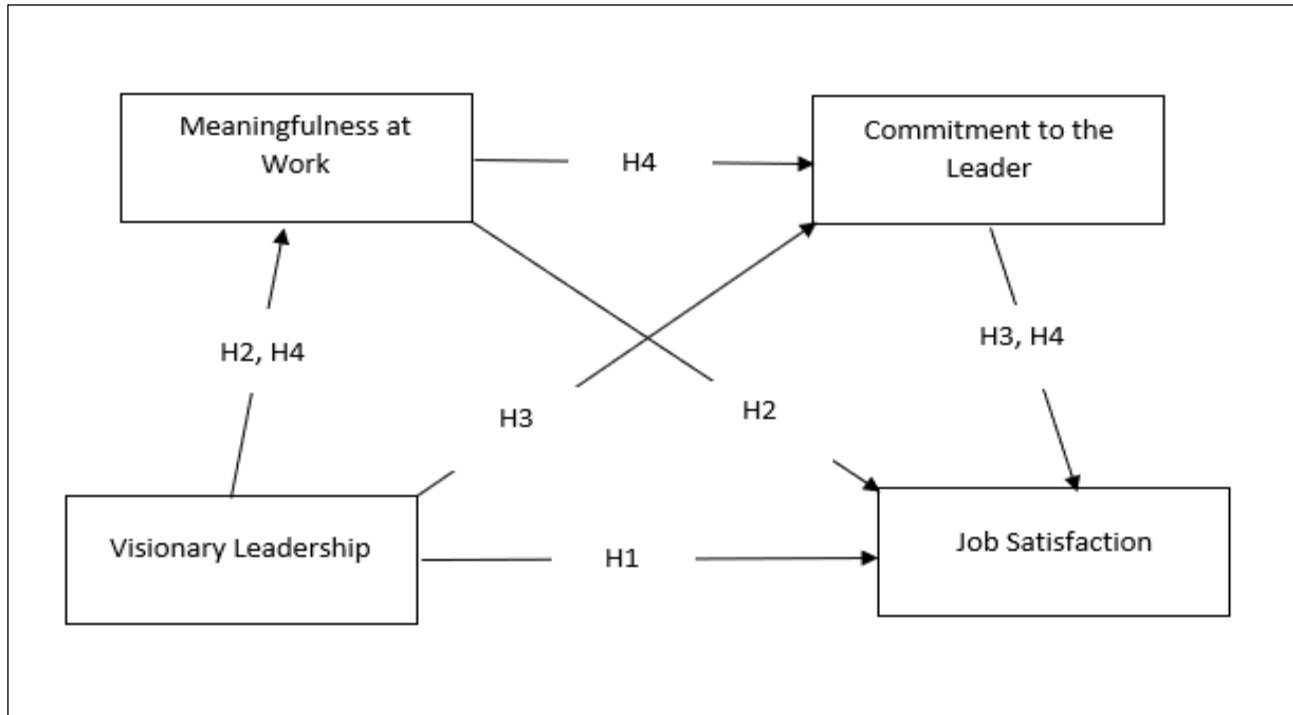 Meaningfulness at
Work
Commitment to the
Leader
H4
H2, H4
H3, H4
H3
H2
Visionary Leadership
H1
Job Satisfaction